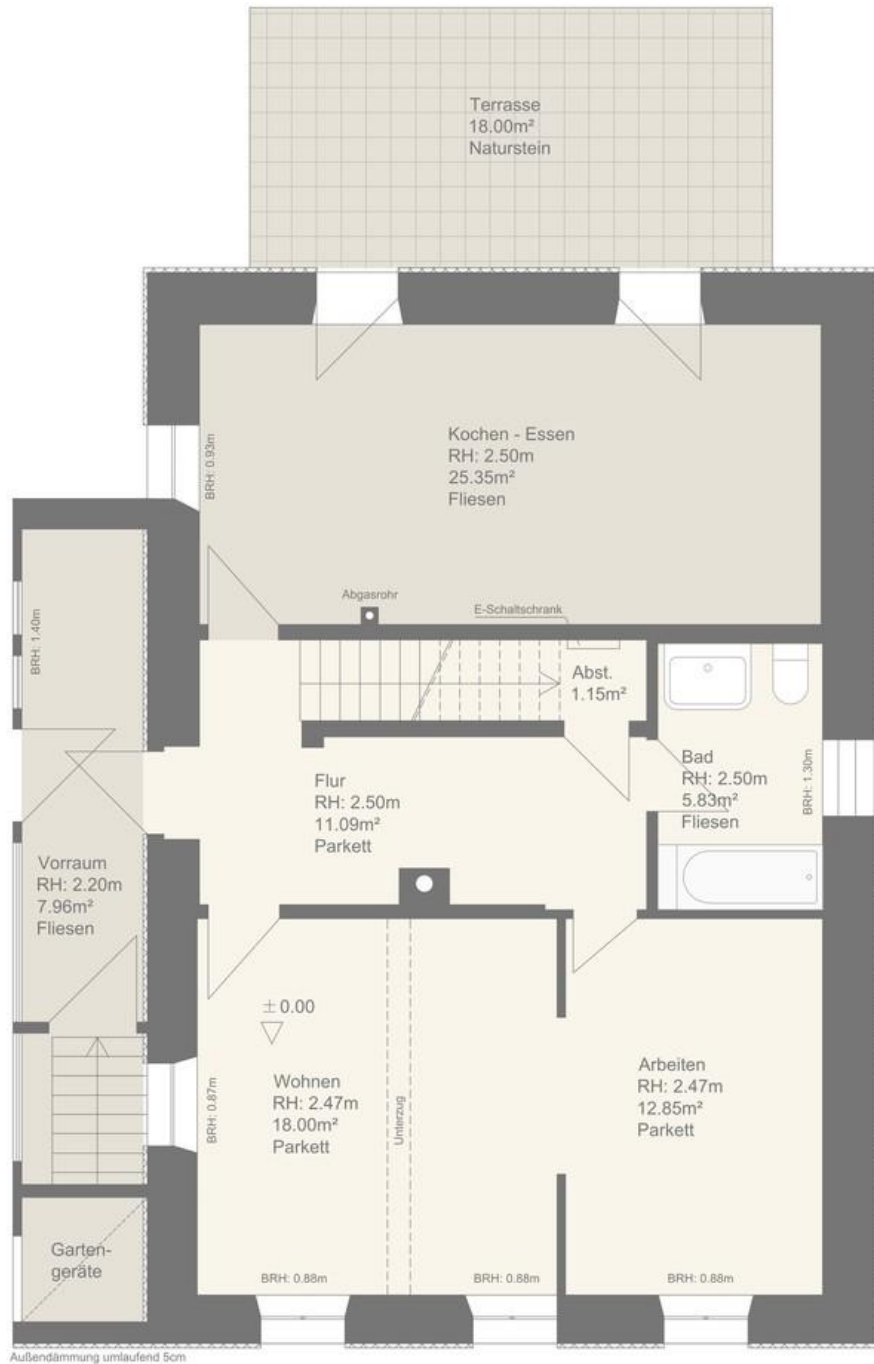 Terrasse
18.00m²
Naturstein
Kochen - Essen
RH: 2.50m
25.35m²
Fliesen
BRH: 0.93m
BRH: 1.40m
Abgasrohr
E-Schaltschrank
Abst.
1.15m²
Bad
RH: 2.50m
5.83m²
Fliesen
BRH: 1.30m
Flur
RH: 2.50m
11.09m²
Parkett
Vorraum
RH: 2.20m
7.96m²
Fliesen
± 0.00
Wohnen
RH: 2.47m
18.00m²
Parkett
BRH: 0.87m
Unterzug
Arbeiten
RH: 2.47m
12.85m²
Parkett
Garten-
geräte
BRH: 0.88m
BRH: 0.88m
BRH: 0.88m
Außendämmung umlaufend 5cm